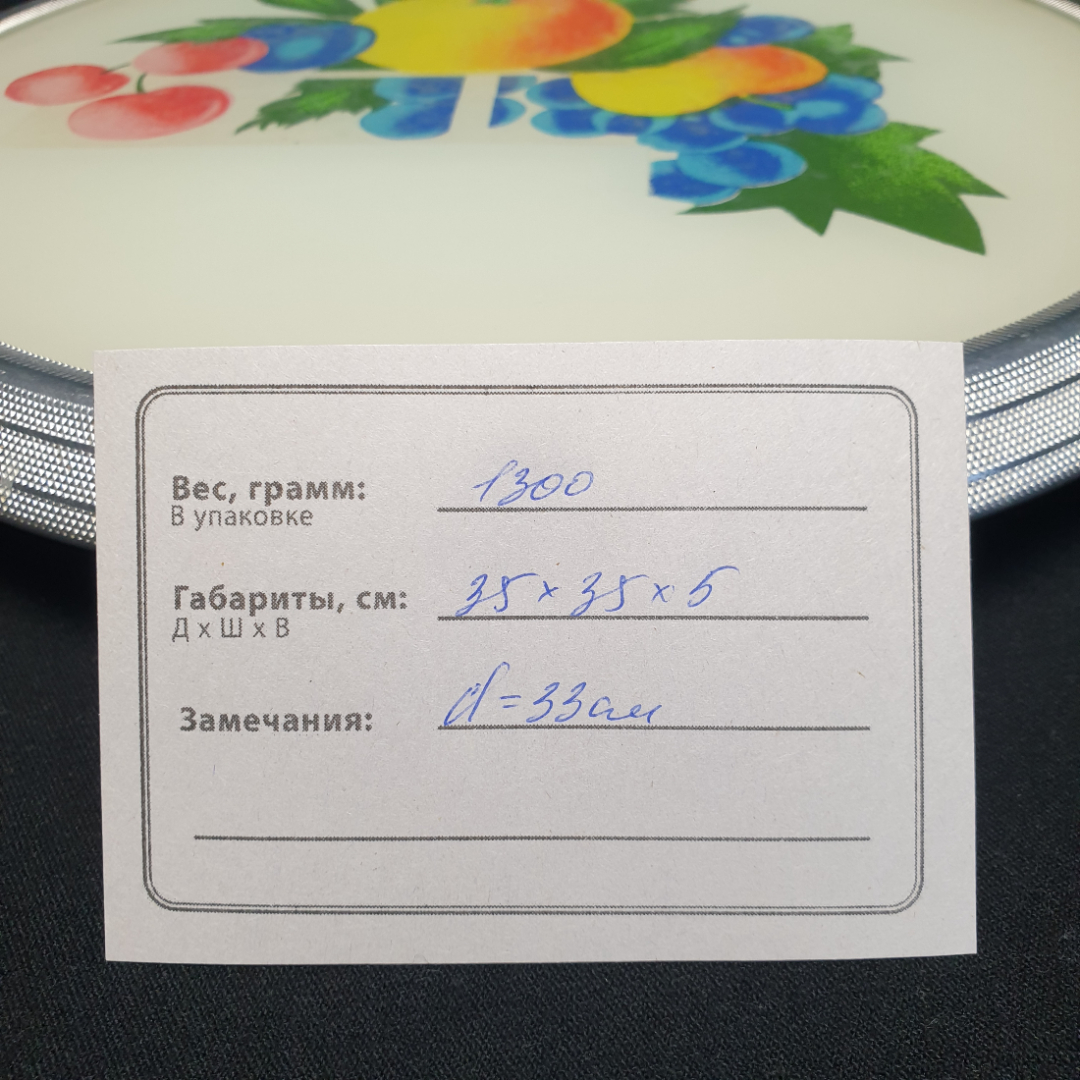 Вес, грамм: 1300
В упаковке
Габариты, см: 35 x 35 x 5
Д x Ш x В
Замечания: d=33см